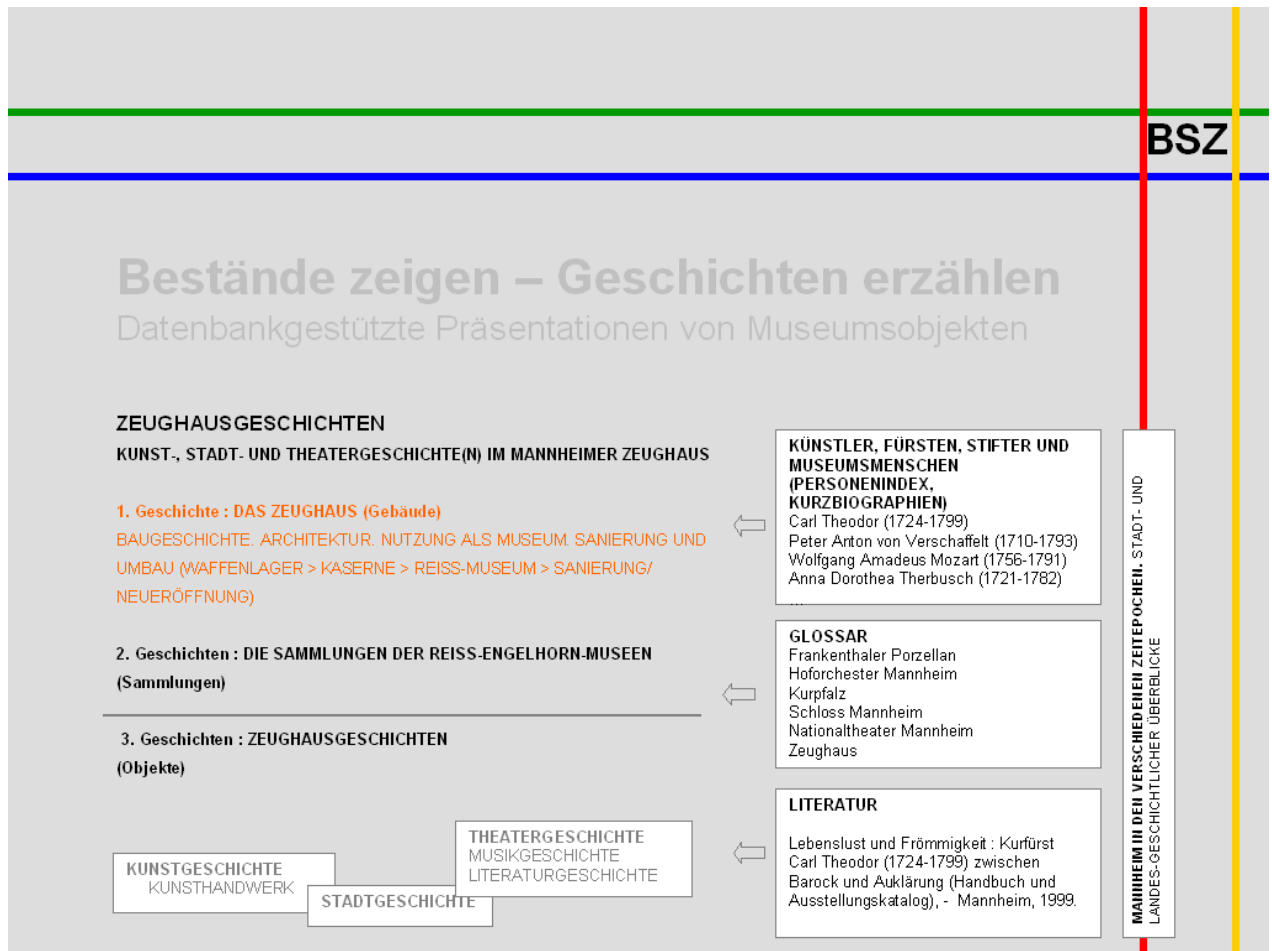 BSZ
Bestände zeigen – Geschichten erzählen
Datenbankgestützte Präsentationen von Museumsobjekten
ZEUGHAUSGESCHICHTEN
KUNST-, STADT- UND THEATERGESCHICHTE(N) IM MANNHEIMER ZEUGHAUS
1. Geschichte : DAS ZEUGHAUS (Gebäude)
BAUGESCHICHTE. ARCHITEKTUR. NUTZUNG ALS MUSEUM. SANIERUNG UND
UMBAU (WAFFENLAGER > KASERNE > REISS-MUSEUM > SANIERUNG/
NEUERÖFFNUNG)
2. Geschichten : DIE SAMMLUNGEN DER REISS-ENGELHORN-MUSEEN
(Sammlungen)
3. Geschichten : ZEUGHAUSGESCHICHTEN
(Objekte)
KUNSTGESCHICHTE
KUNSTHANDWERK
STADTGESCHICHTE
THEATERGESCHICHTE
MUSIKGESCHICHTE
LITERATURGESCHICHTE
KÜNSTLER, FÜRSTEN, STIFTER UND
MUSEUMSMENSCHEN
(PERSONENINDEX,
KURZBIOGRAPHIEN)
Carl Theodor (1724-1799)
Peter Anton von Verschaffelt (1710-1793)
Wolfgang Amadeus Mozart (1756-1791)
Anna Dorothea Therbusch (1721-1782)
...
GLOSSAR
Frankenthaler Porzellan
Hoforchester Mannheim
Kurpfalz
Schloss Mannheim
Nationaltheater Mannheim
Zeughaus
LITERATUR
Lebenslust und Frömmigkeit : Kurfürst
Carl Theodor (1724-1799) zwischen
Barock und Auklärung (Handbuch und
Ausstellungskatalog), - Mannheim, 1999.
MANNHEIM IN DEN VERSCHIEDENEN ZEITEPOCHEN. STADT- UND
LANDES-GESCHICHTLICHER ÜBERBLICKE